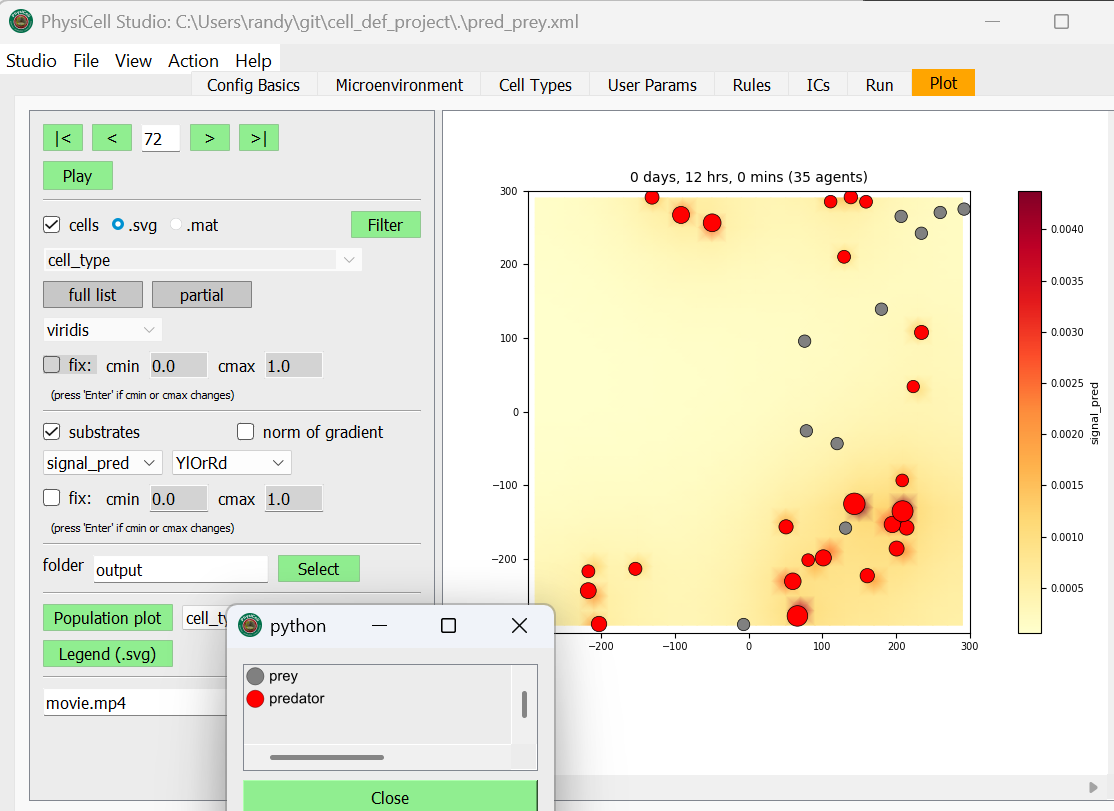 PhysiCell Studio: C:\Users\randy\git\cell_def_project\.\pred_prey.xml
Studio File View Action Help
Config Basics Microenvironment Cell Types User Params Rules ICs Run Plot
|< < 72 > >|
Play
cells .svg .mat Filter
cell_type
full list partial
viridis
fix: cmin 0.0 cmax 1.0
(press 'Enter' if cmin or cmax changes)
substrates norm of gradient
signal_pred YlOrRd
fix: cmin 0.0 cmax 1.0
(press 'Enter' if cmin or cmax changes)
folder output Select
Population plot cell_ty
Legend (.svg)
movie.mp4
0 days, 12 hrs, 0 mins (35 agents)
300
200
100
0
−100
−200
−200 −100 0 100 200 300
0.0040
0.0035
0.0030
0.0025
0.0020
0.0015
0.0010
0.0005
signal_pred
python
prey
predator
Close